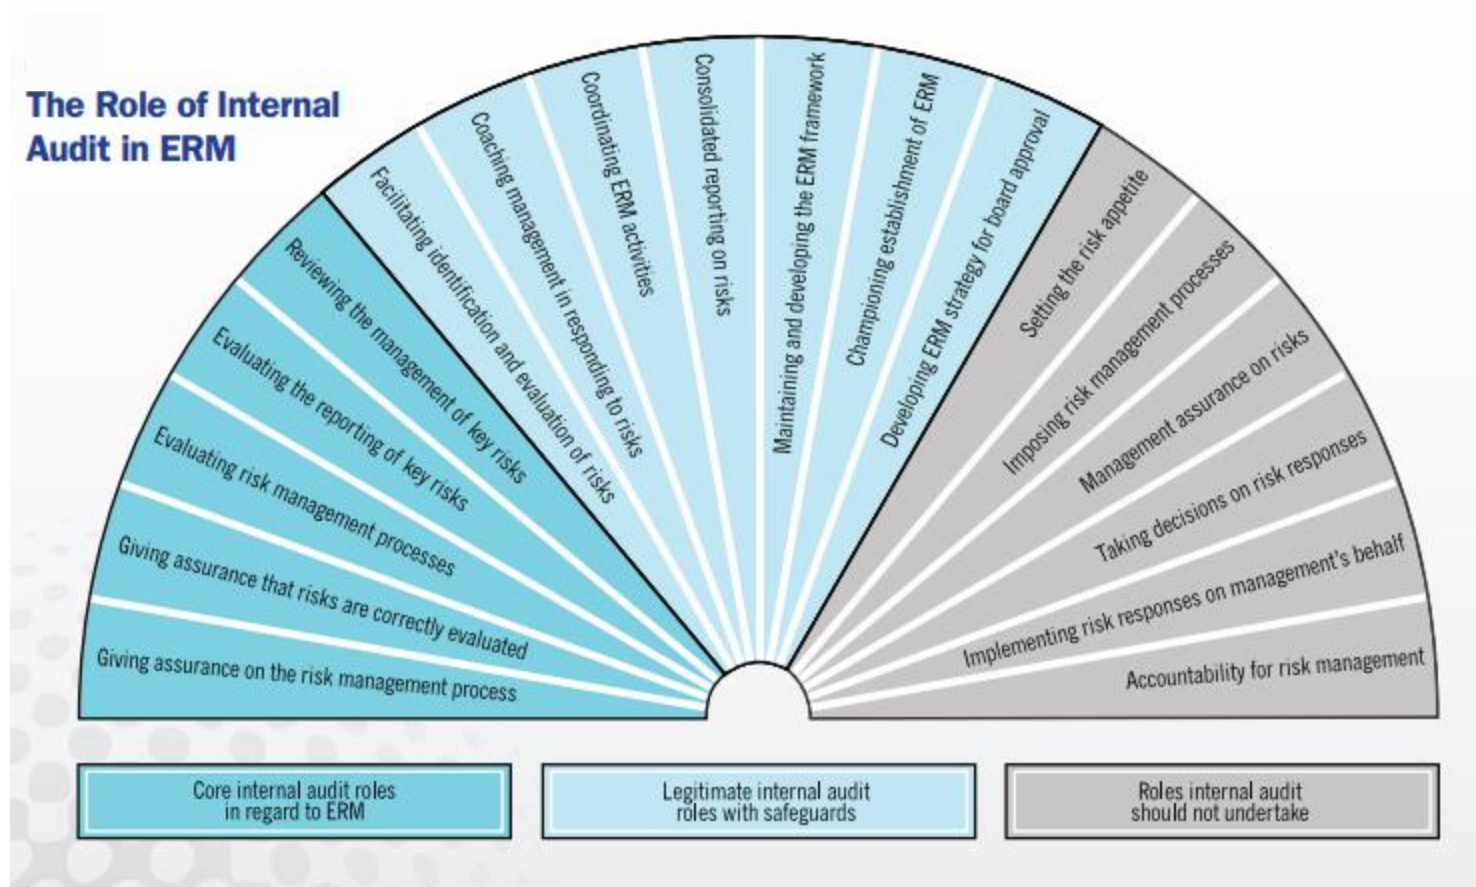 The Role of Internal
Audit in ERM
Giving assurance on the risk management process
Giving assurance that risks are correctly evaluated
Evaluating risk management processes
Evaluating the reporting of key risks
Reviewing the management of key risks
Facilitating identification and evaluation of risks
Coaching management in responding to risks
Coordinating ERM activities
Consolidated reporting on risks
Maintaining and developing the ERM framework
Championing establishment of ERM
Developing ERM strategy for board approval
Setting the risk appetite
Imposing risk management processes
Management assurance on risks
Taking decisions on risk responses
Implementing risk responses on management's behalf
Accountability for risk management
Core internal audit roles
in regard to ERM
Legitimate internal audit
roles with safeguards
Roles internal audit
should not undertake